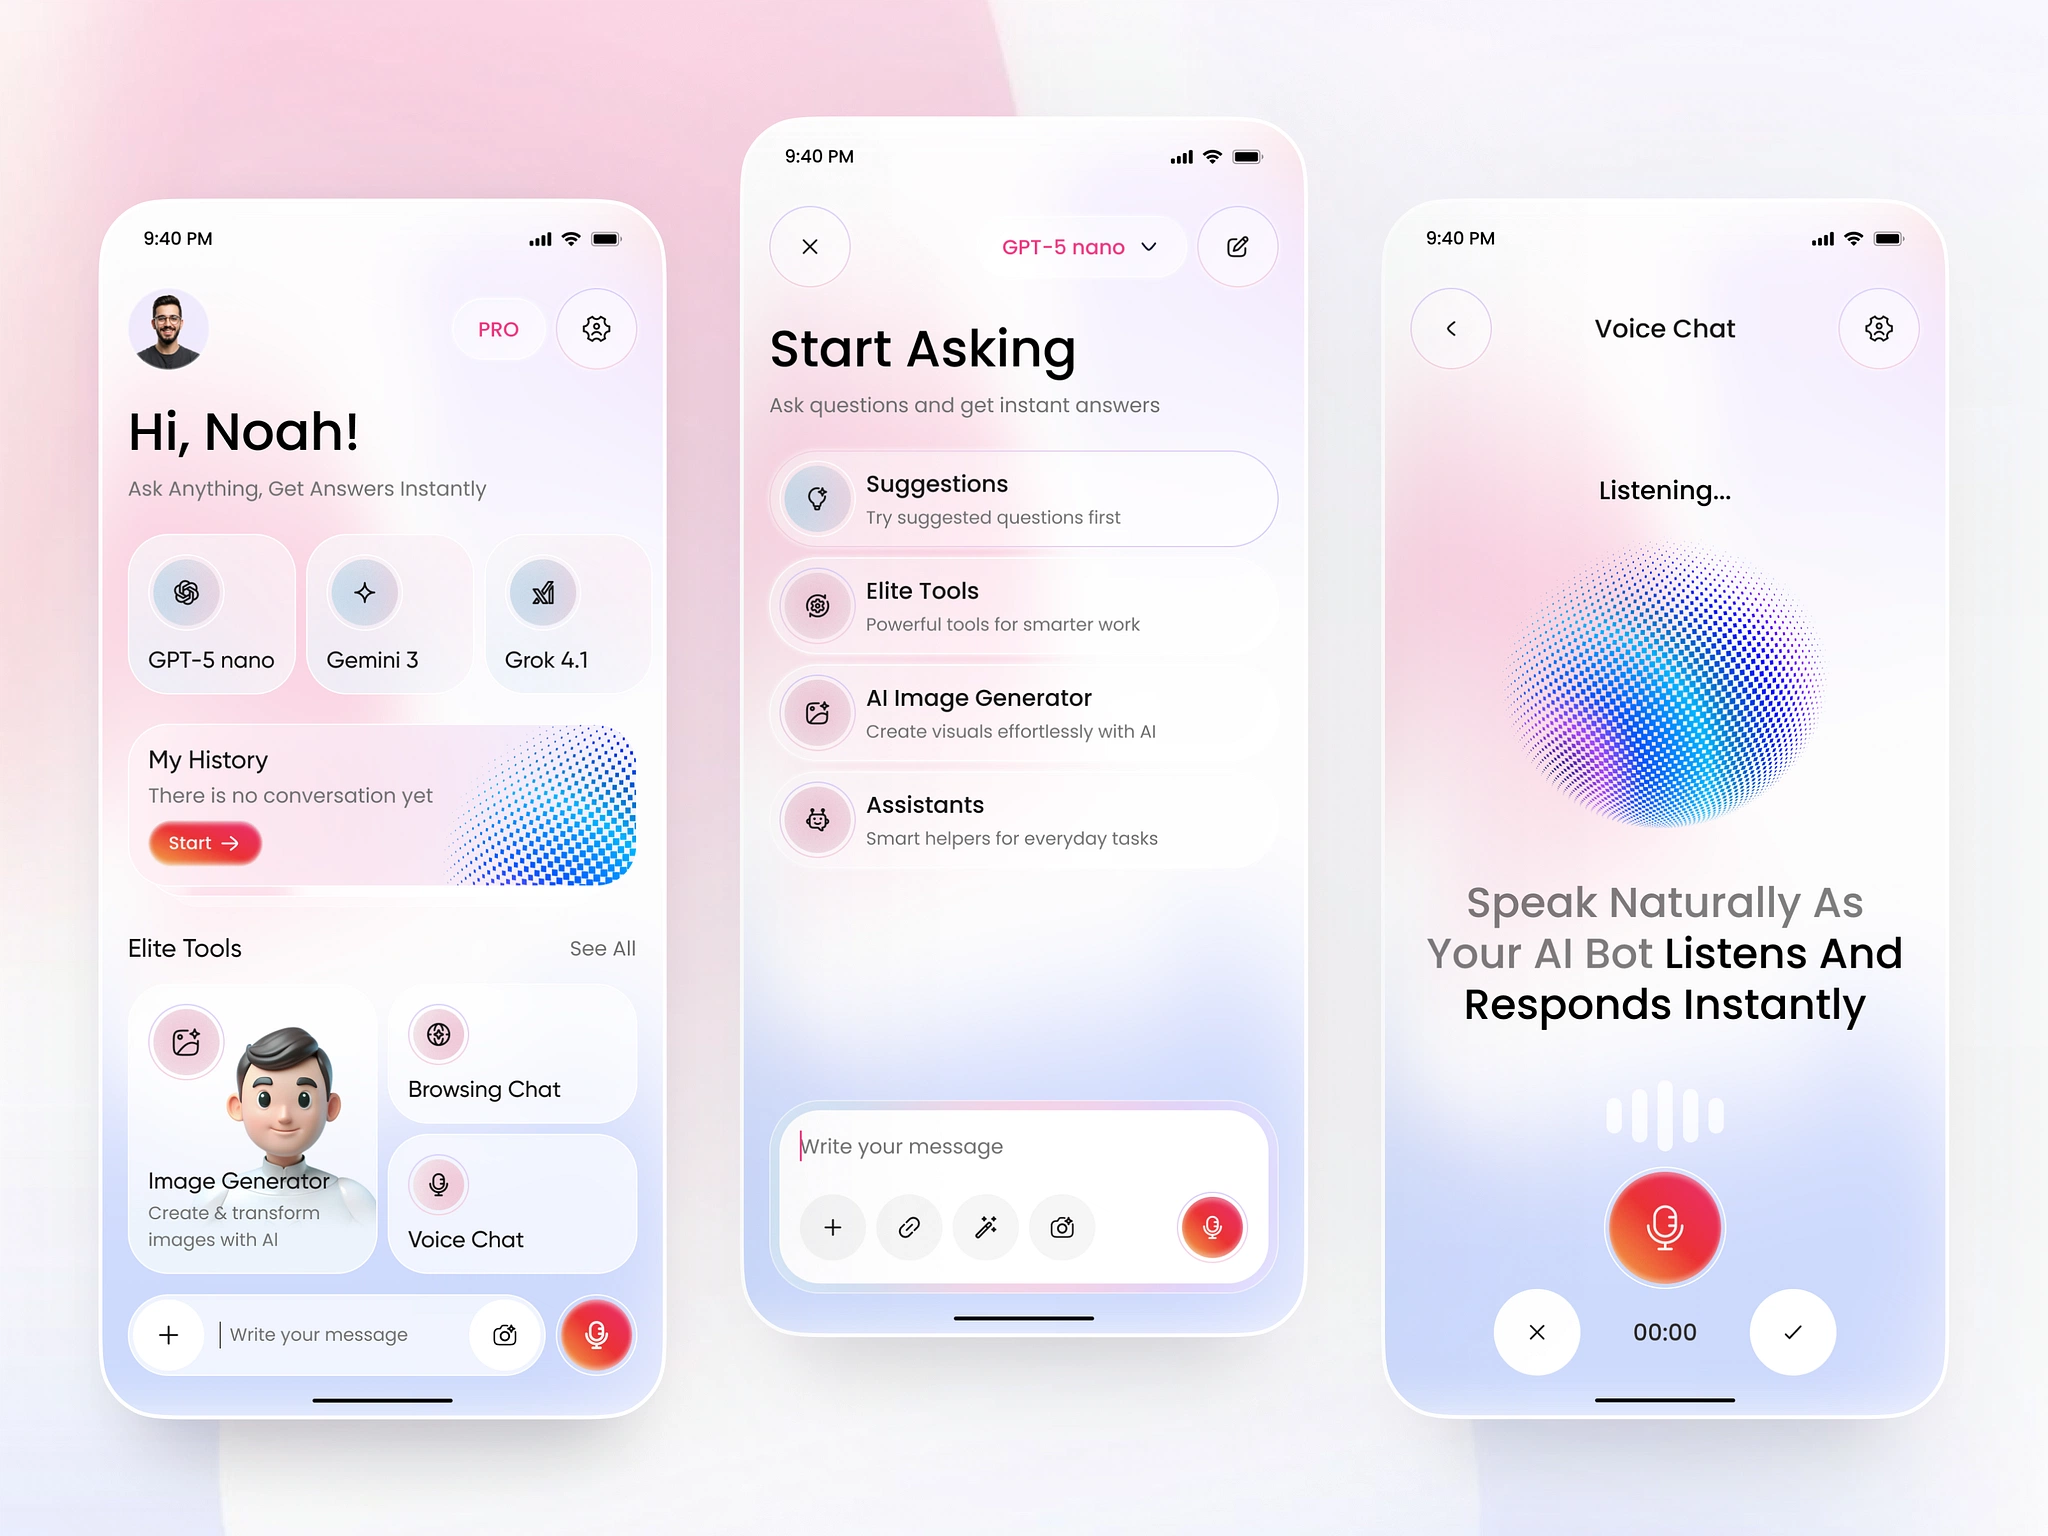 9:40 PM
PRO
Hi, Noah!
Ask Anything, Get Answers Instantly
GPT-5 nano
Gemini 3
Grok 4.1
My History
There is no conversation yet
Start
Elite Tools
See All
Image Generator
Create & transform
images with AI
Browsing Chat
Voice Chat
Write your message
9:40 PM
GPT-5 nano
Start Asking
Ask questions and get instant answers
Suggestions
Try suggested questions first
Elite Tools
Powerful tools for smarter work
AI Image Generator
Create visuals effortlessly with AI
Assistants
Smart helpers for everyday tasks
Write your message
9:40 PM
Voice Chat
Listening...
Speak Naturally As
Your AI Bot Listens And
Responds Instantly
00:00